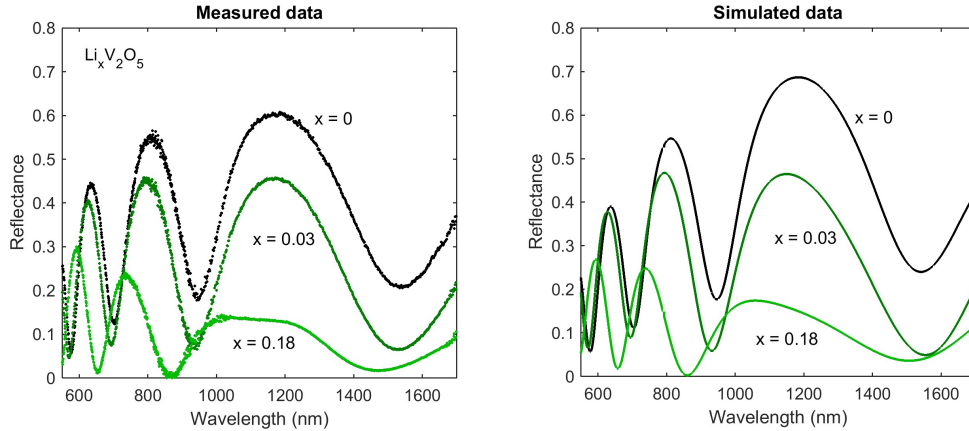 Measured data
0.8
0.7
0.6
0.5
0.4
0.3
0.2
0.1
0
Reflectance
LiₓV₂O₅
x = 0
x = 0.03
x = 0.18
600 800 1000 1200 1400 1600
Wavelength (nm)
Simulated data
0.8
0.7
0.6
0.5
0.4
0.3
0.2
0.1
0
Reflectance
x = 0
x = 0.03
x = 0.18
600 800 1000 1200 1400 1600
Wavelength (nm)